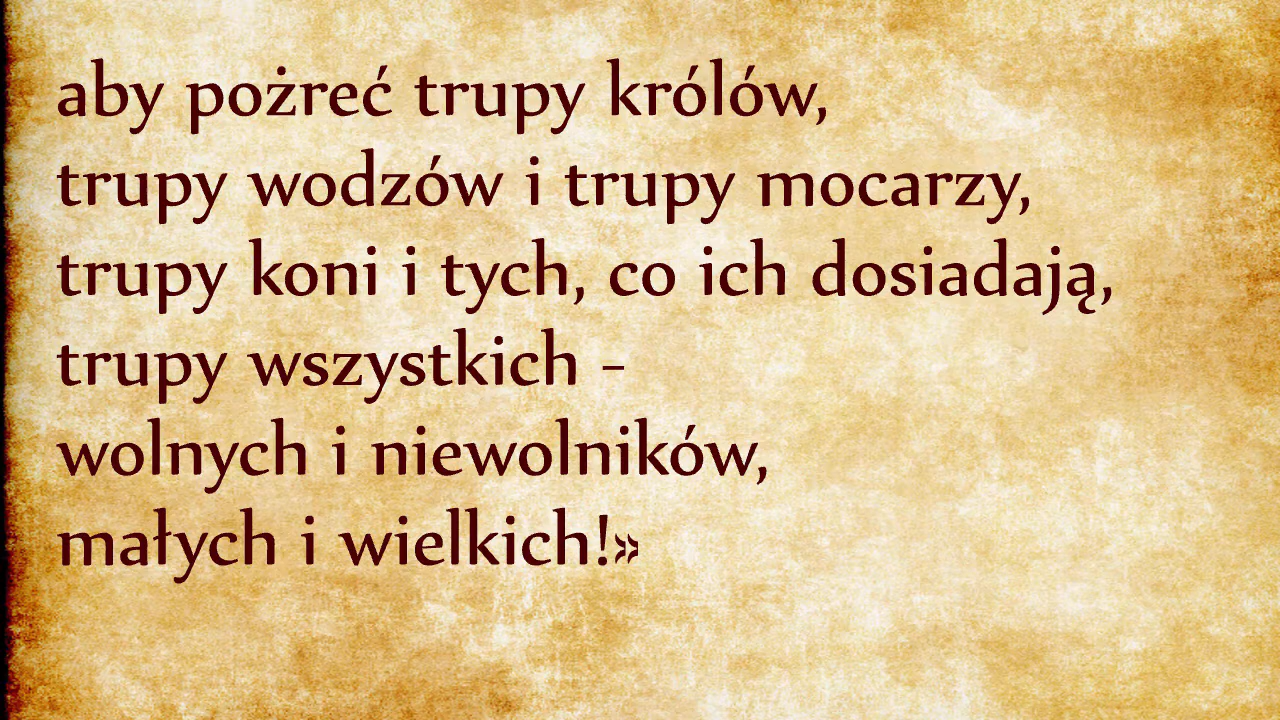 aby pożreć trupy królów,
trupy wodzów i trupy mocarzy,
trupy koni i tych, co ich dosiadają,
trupy wszystkich -
wolnych i niewolników,
małych i wielkich!»